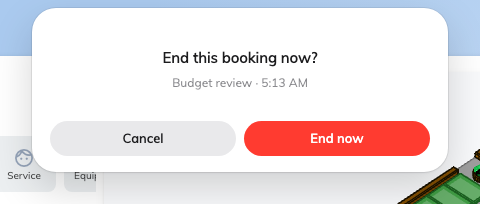 End this booking now?
Budget review · 5:13 AM
Cancel
End now
Service